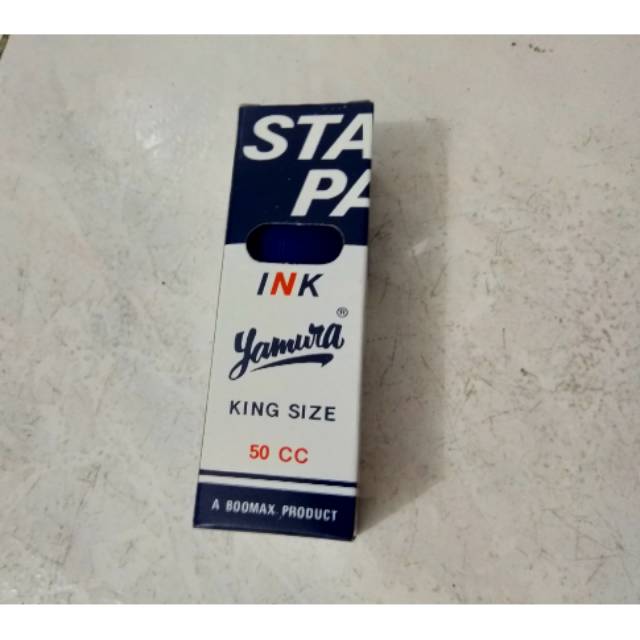 STA
PA
INK
yamura®
KING SIZE
50 CC
A BOOMAX PRODUCT